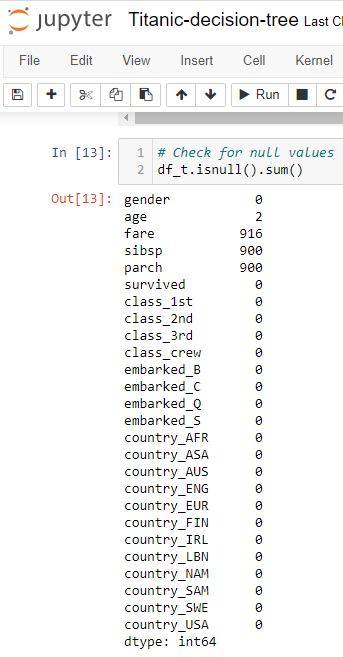 jupyter Titanic-decision-tree Last Cl
File Edit View Insert Cell Kernel
Run
In [13]: 1 # Check for null values
2 df_t.isnull().sum()
Out[13]: gender 0
age 2
fare 916
sibsp 900
parch 900
survived 0
class_1st 0
class_2nd 0
class_3rd 0
class_crew 0
embarked_B 0
embarked_C 0
embarked_Q 0
embarked_S 0
country_AFR 0
country_ASA 0
country_AUS 0
country_ENG 0
country_EUR 0
country_FIN 0
country_IRL 0
country_LBN 0
country_NAM 0
country_SAM 0
country_SWE 0
country_USA 0
dtype: int64